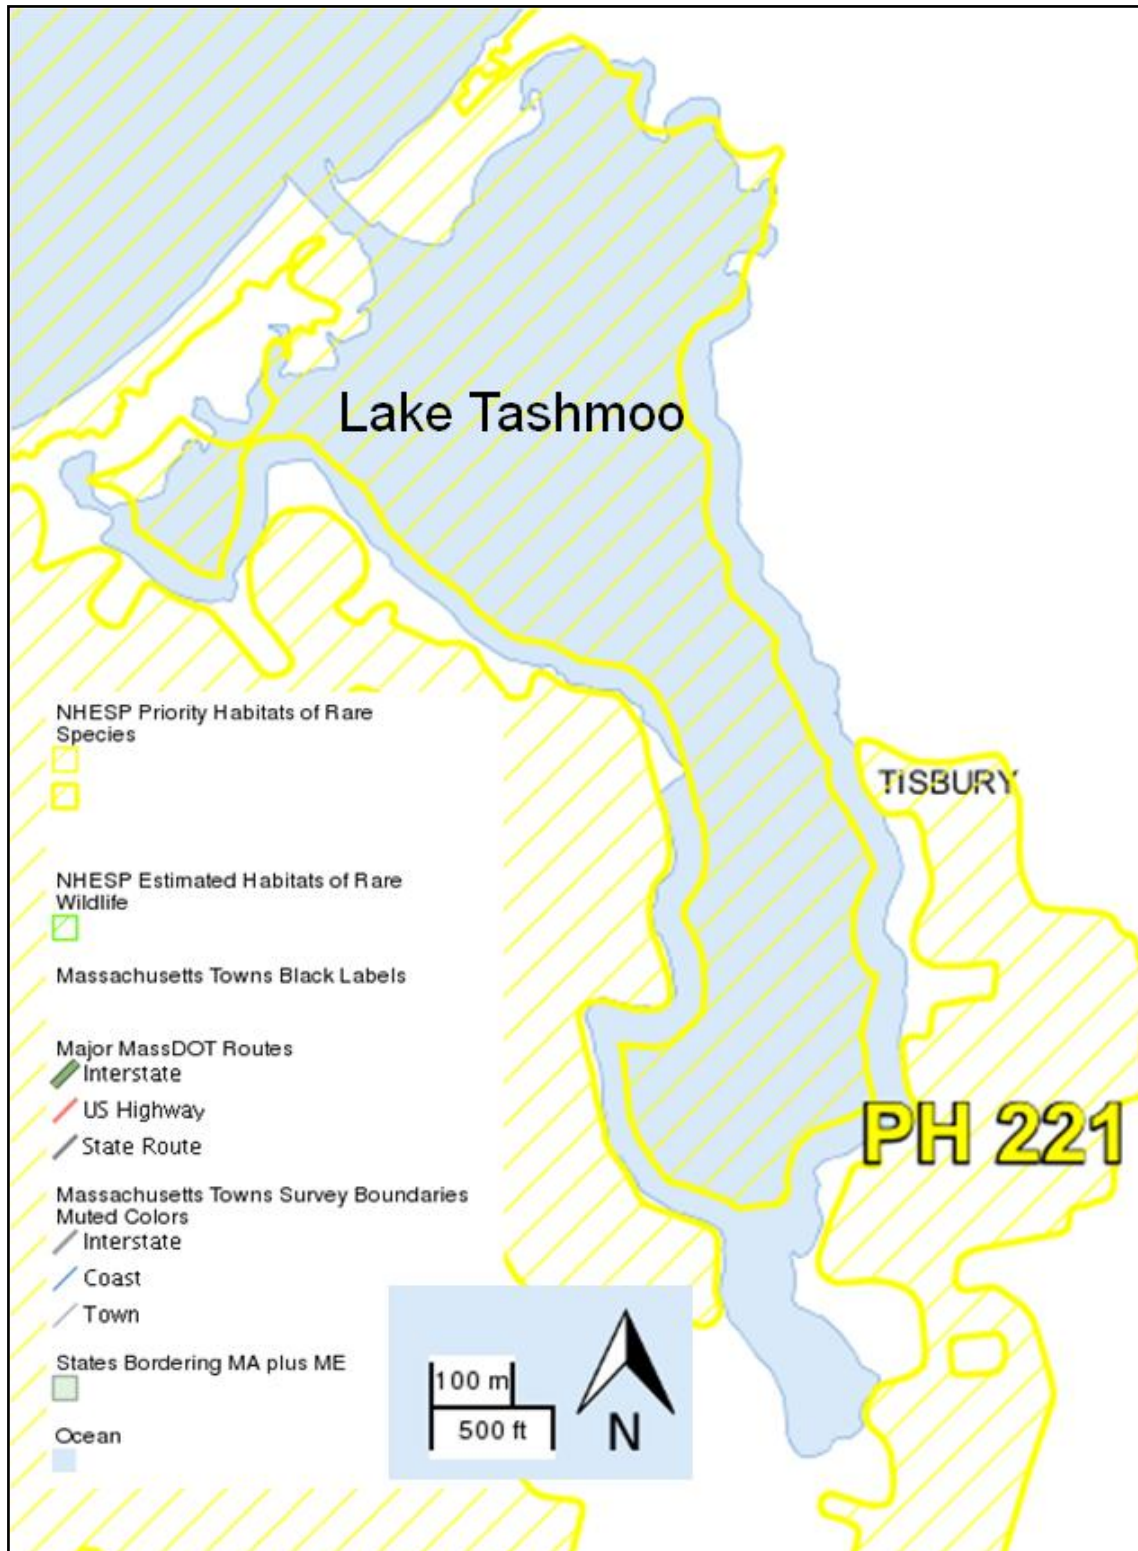 Lake Tashmoo
NHESP Priority Habitats of Rare
Species
TISBURY
NHESP Estimated Habitats of Rare
Wildlife
Massachusetts Towns Black Labels
Major MassDOT Routes
Interstate
US Highway
State Route
PH 221
Massachusetts Towns Survey Boundaries
Muted Colors
Interstate
Coast
Town
States Bordering MA plus ME
Ocean
100 m
500 ft
N